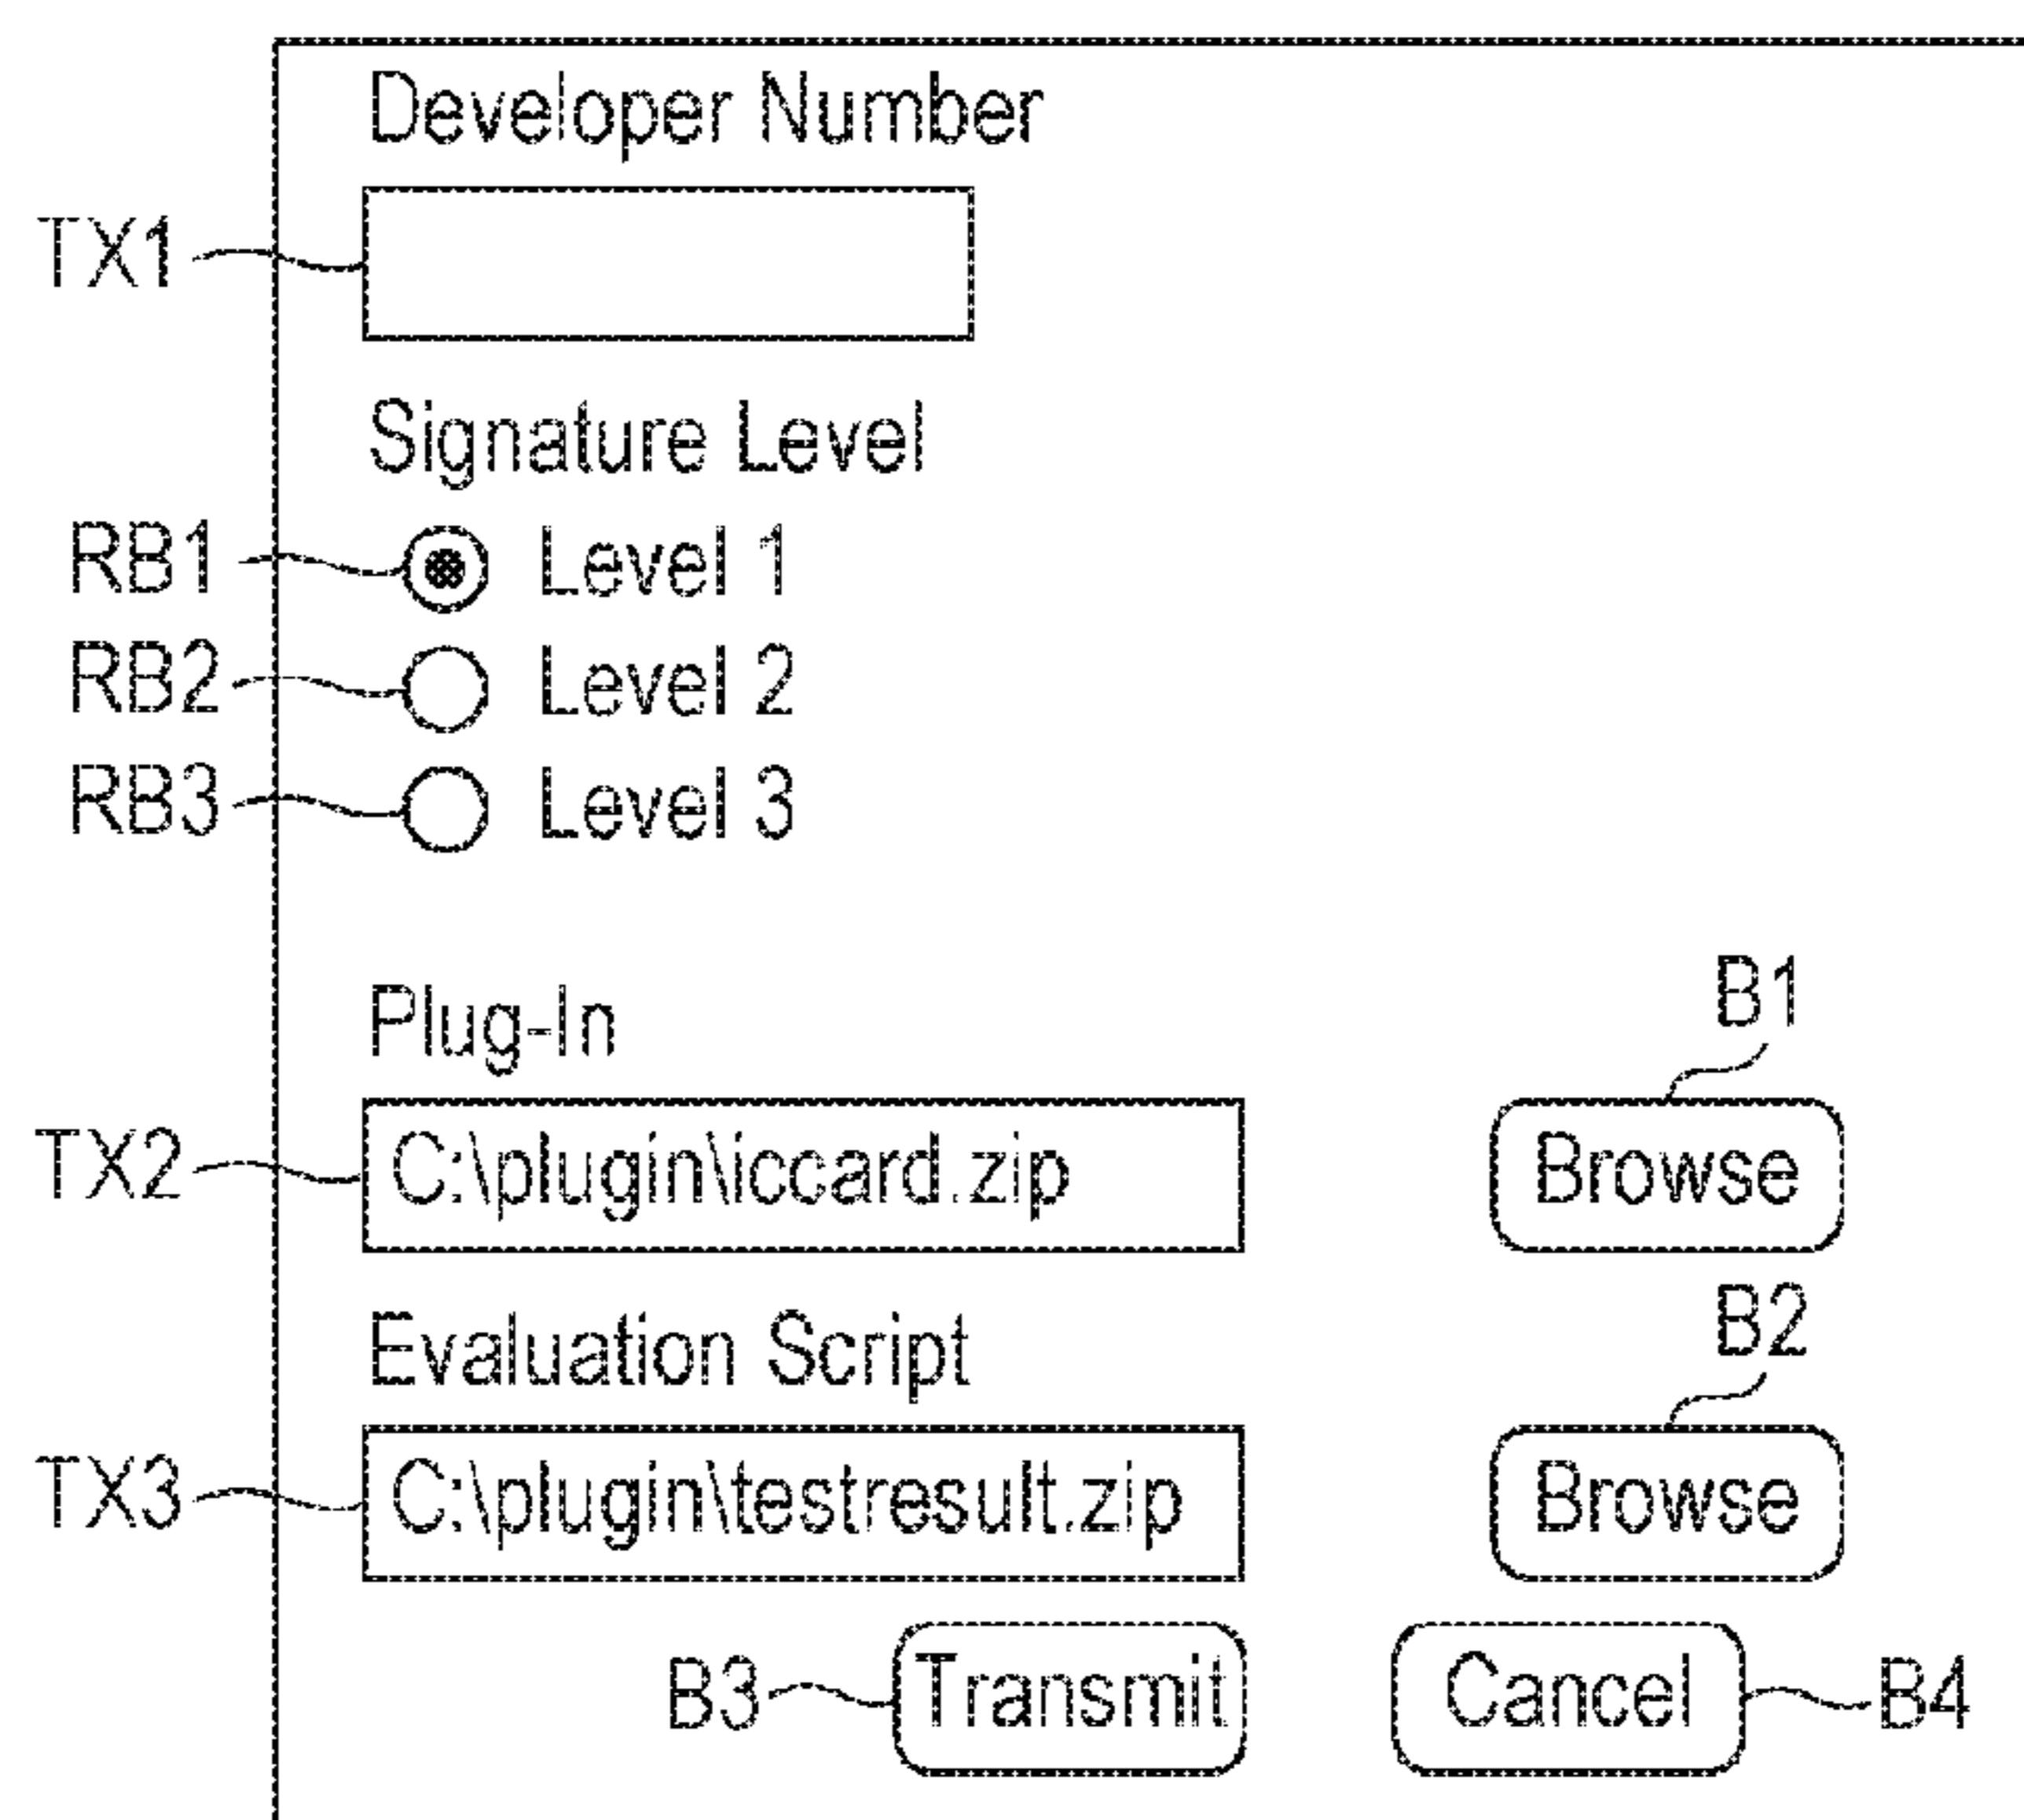 Developer Number
TX1
Signature Level
RB1 Level 1
RB2 Level 2
RB3 Level 3
Plug-In
B1
TX2 C:\plugin\iccard.zip Browse
Evaluation Script
B2
TX3 C:\plugin\testresult.zip Browse
B3 Transmit Cancel B4